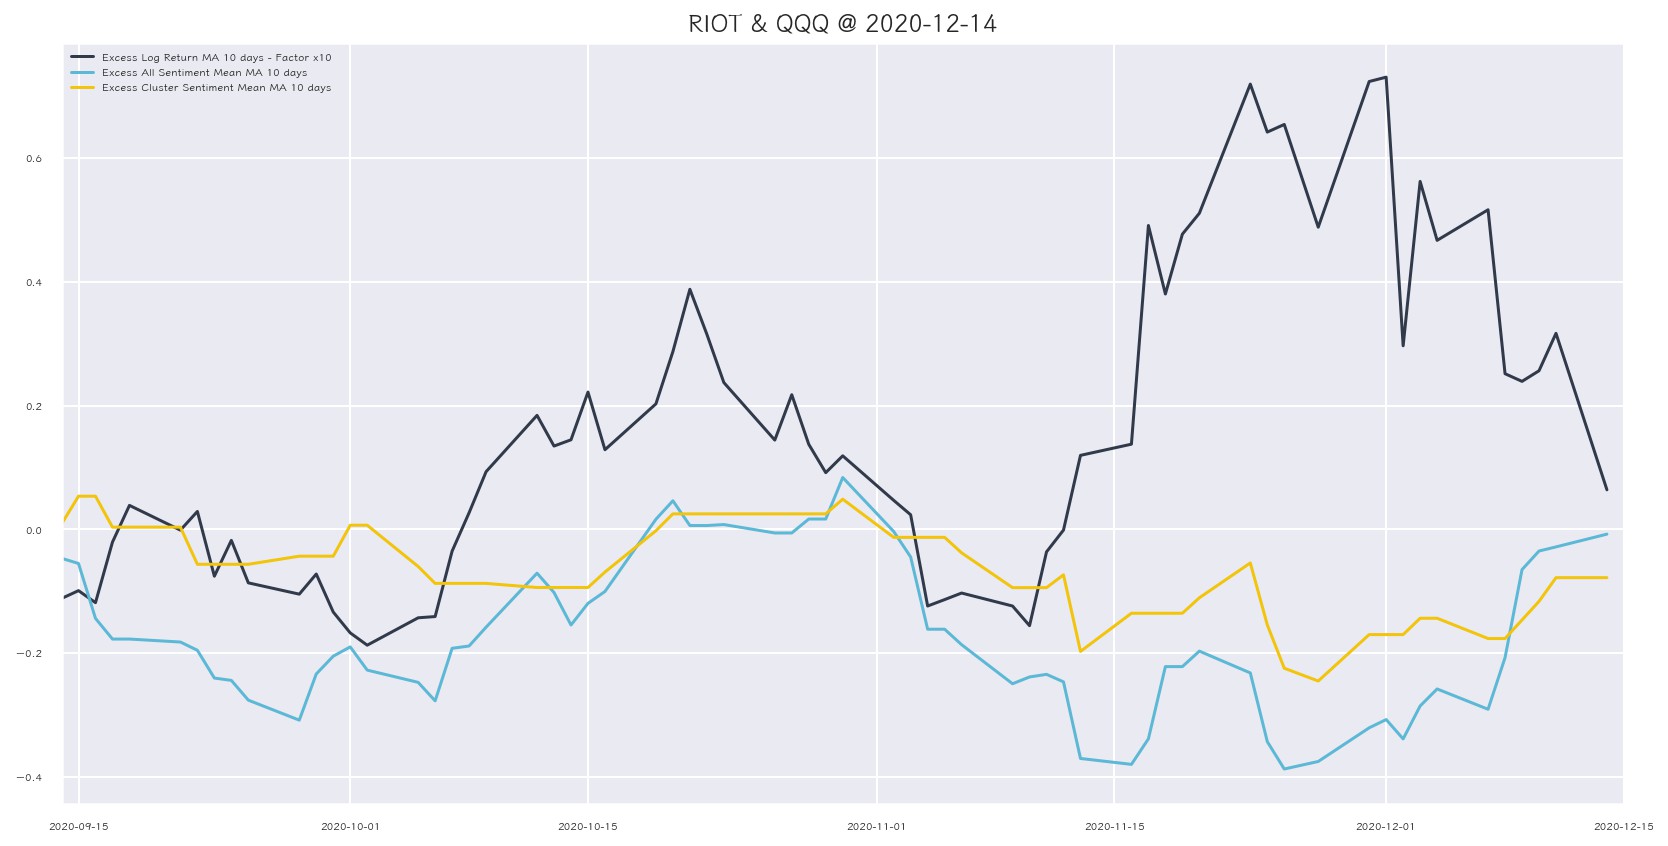 RIOT & QQQ @ 2020-12-14
Excess Log Return MA 10 days - Factor x10
Excess All Sentiment Mean MA 10 days
Excess Cluster Sentiment Mean MA 10 days
0.6
0.4
0.2
0.0
−0.2
−0.4
2020-09-15 2020-10-01 2020-10-15 2020-11-01 2020-11-15 2020-12-01 2020-12-15